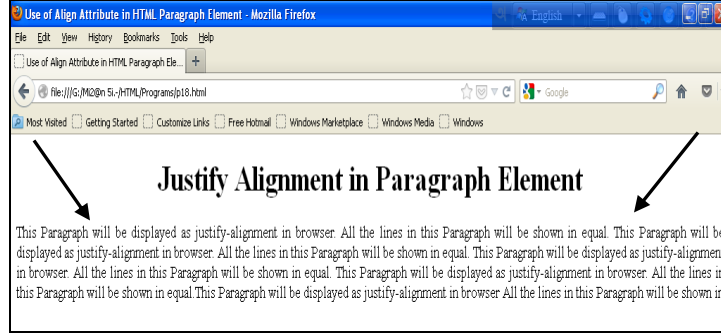 Use of Align Attribute in HTML Paragraph Element - Mozilla Firefox
English
File Edit View History Bookmarks Tools Help
Use of Align Attribute in HTML Paragraph Ele...
file:///G:/Mi2@n 5i.-/HTML/Programs/p18.html
Google
Most Visited Getting Started Customize Links Free Hotmail Windows Marketplace Windows Media Windows
Justify Alignment in Paragraph Element
This Paragraph will be displayed as justify-alignment in browser. All the lines in this Paragraph will be shown in equal. This Paragraph will be
displayed as justify-alignment in browser. All the lines in this Paragraph will be shown in equal. This Paragraph will be displayed as justify-alignmen
in browser. All the lines in this Paragraph will be shown in equal. This Paragraph will be displayed as justify-alignment in browser. All the lines in
this Paragraph will be shown in equal.This Paragraph will be displayed as justify-alignment in browser All the lines in this Paragraph will be shown in